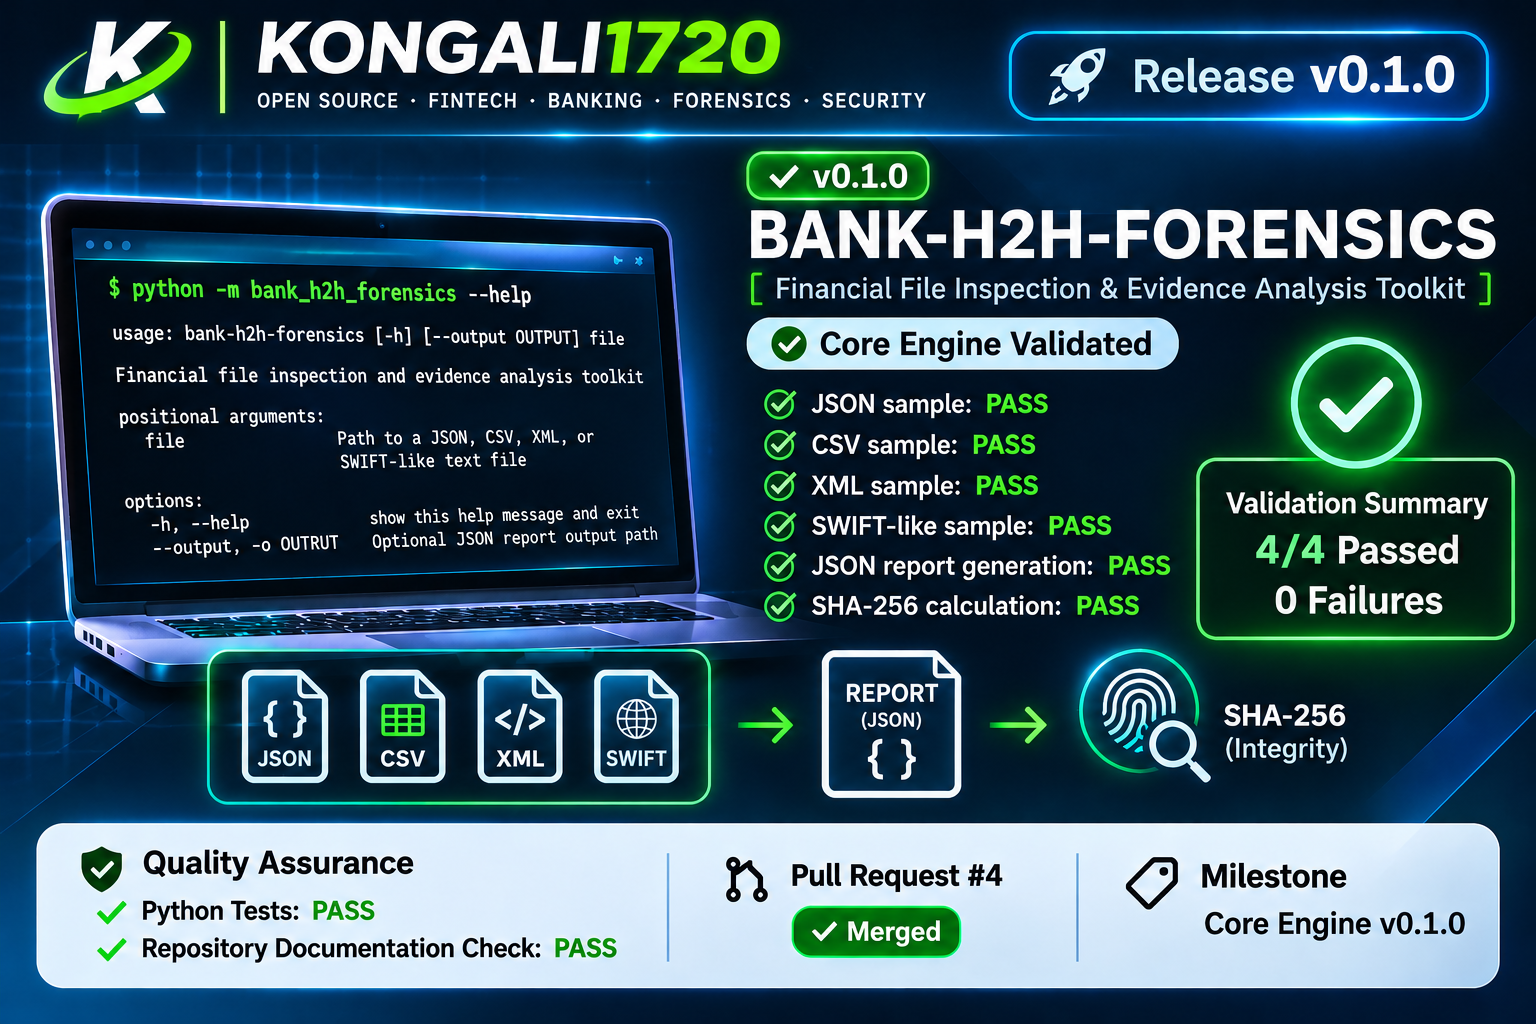 K
KONGALI1720
OPEN SOURCE · FINTECH · BANKING · FORENSICS · SECURITY
Release v0.1.0
$ python -m bank_h2h_forensics --help
usage: bank-h2h-forensics [-h] [--output OUTPUT] file
Financial file inspection and evidence analysis toolkit
positional arguments:
file Path to a JSON, CSV, XML, or
SWIFT-like text file
options:
-h, --help show this help message and exit
--output, -o OUTRUT Optional JSON report output path
v0.1.0
BANK-H2H-FORENSICS
[ Financial File Inspection & Evidence Analysis Toolkit ]
Core Engine Validated
JSON sample: PASS
CSV sample: PASS
XML sample: PASS
SWIFT-like sample: PASS
JSON report generation: PASS
SHA-256 calculation: PASS
Validation Summary
4/4 Passed
0 Failures
{ } JSON
CSV
</> XML
SWIFT
REPORT
(JSON)
{ }
SHA-256
(Integrity)
Quality Assurance
Python Tests: PASS
Repository Documentation Check: PASS
Pull Request #4
Merged
Milestone
Core Engine v0.1.0